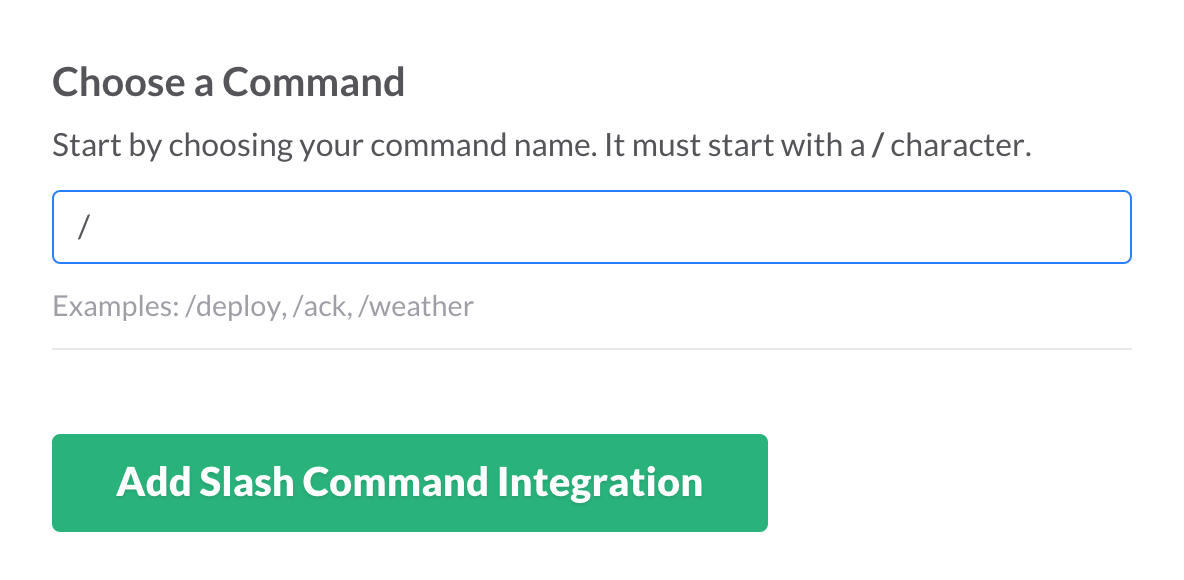 Choose a Command
Start by choosing your command name. It must start with a / character.
/
Examples: /deploy, /ack, /weather
Add Slash Command Integration